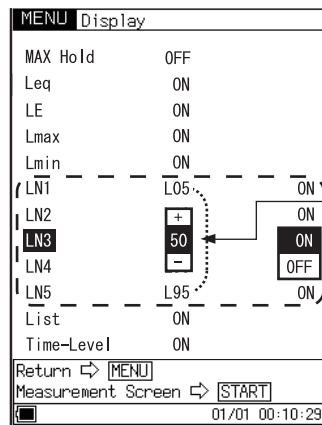 MENU Display
MAX Hold OFF
Leq ON
LE ON
Lmax ON
Lmin ON
LN1 L05 ON
LN2 + ON
LN3 50 ON
LN4 - OFF
LN5 L95 ON
List ON
Time-Level ON
Return ⇨ MENU
Measurement Screen ⇨ START
01/01 00:10:29